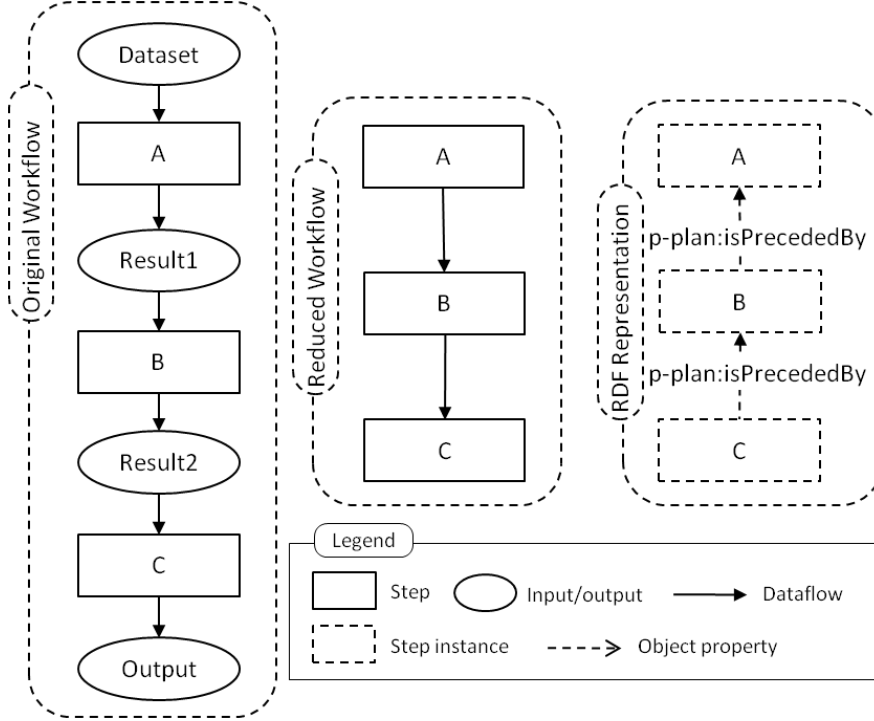 Original Workflow
Dataset
A
Result1
B
Result2
C
Output
Reduced Workflow
A
B
C
RDF Representation
A
p-plan:isPrecededBy
B
p-plan:isPrecededBy
C
Legend
Step
Input/output
Dataflow
Step instance
Object property